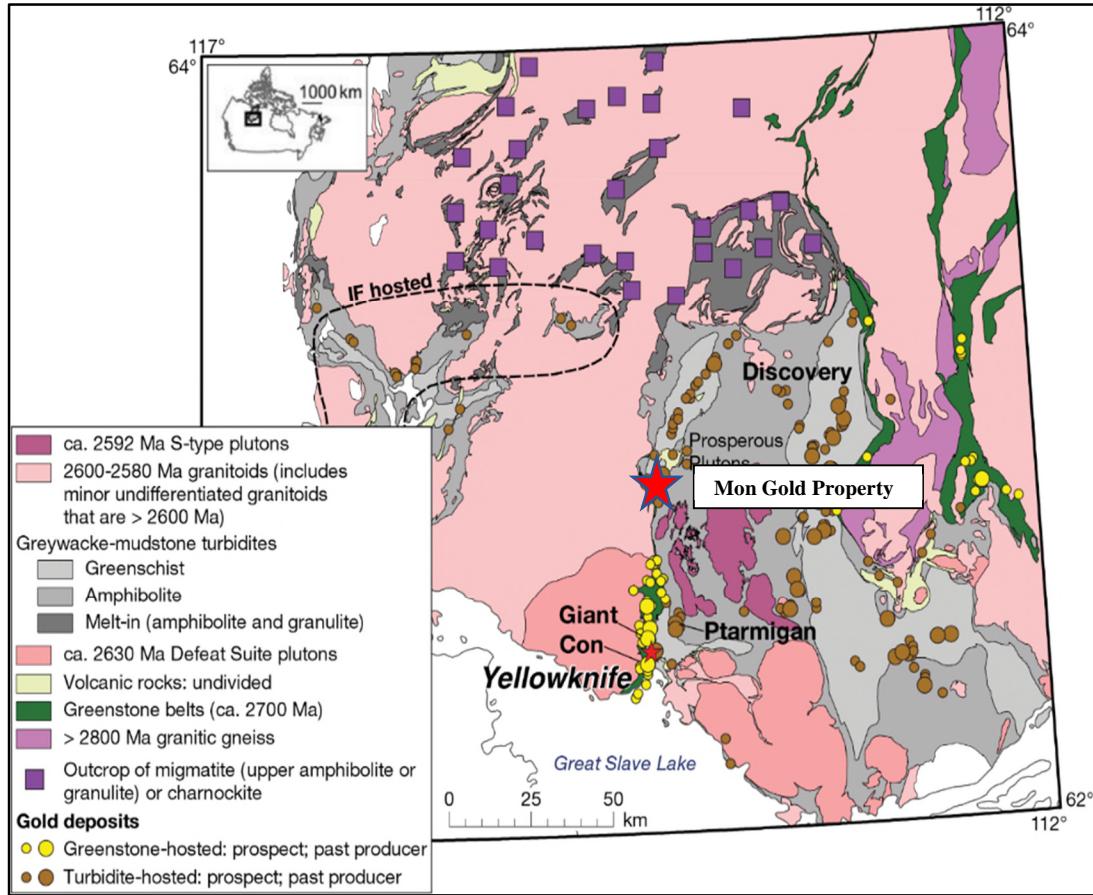 117°
64°
112°
64°
1000 km
IF hosted
Discovery
Prosperous
Plutons
Mon Gold Property
Giant
Con
Ptarmigan
Yellowknife
Great Slave Lake
0 25 50
km
62°
112°
ca. 2592 Ma S-type plutons
2600-2580 Ma granitoids (includes
minor undifferentiated granitoids
that are > 2600 Ma)
Greywacke-mudstone turbidites
Greenschist
Amphibolite
Melt-in (amphibolite and granulite)
ca. 2630 Ma Defeat Suite plutons
Volcanic rocks: undivided
Greenstone belts (ca. 2700 Ma)
> 2800 Ma granitic gneiss
Outcrop of migmatite (upper amphibolite or
granulite) or charnockite
Gold deposits
Greenstone-hosted: prospect; past producer
Turbidite-hosted: prospect; past producer